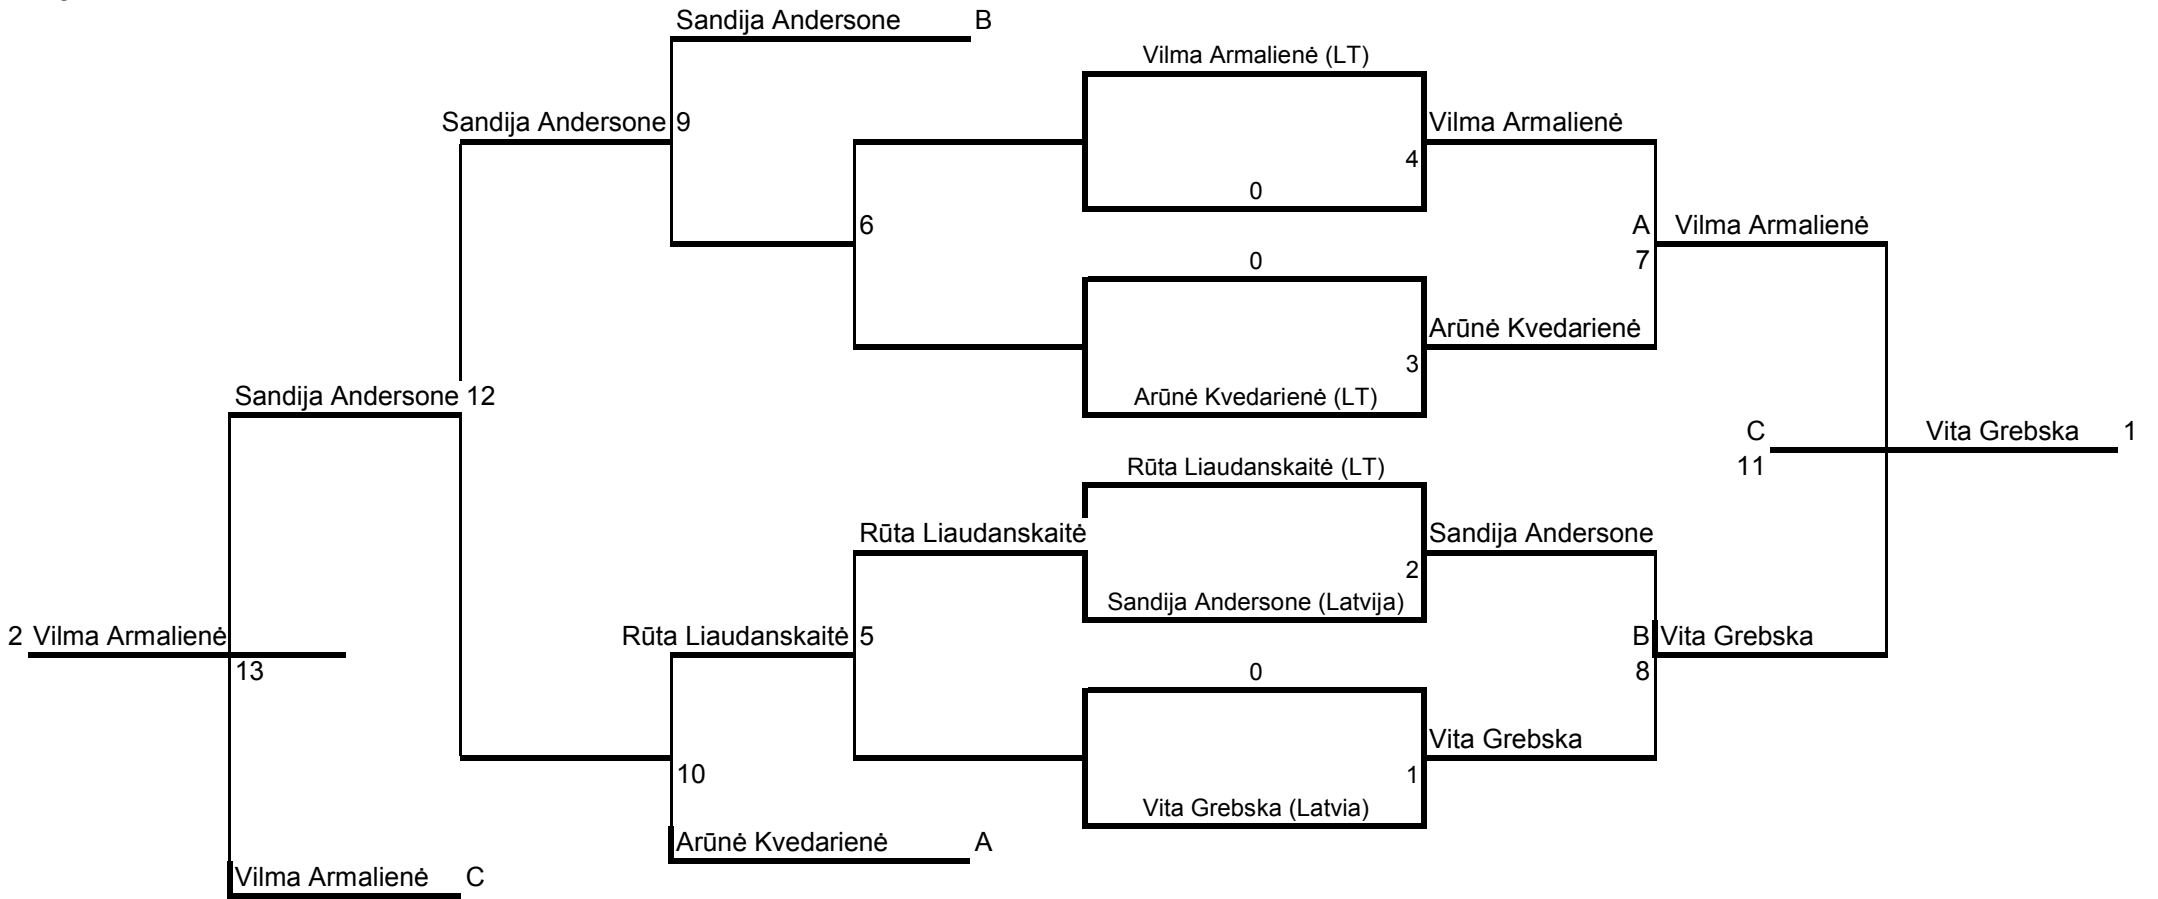 Sandija Andersone B
Vilma Armalienė (LT)
Sandija Andersone 9
Vilma Armalienė
4
0
6
A Vilma Armalienė
0
7
Arūnė Kvedarienė
3
Sandija Andersone 12
Arūnė Kvedarienė (LT)
C
Vita Grebska 1
11
Rūta Liaudanskaitė (LT)
Rūta Liaudanskaitė
Sandija Andersone
2
Sandija Andersone (Latvija)
2 Vilma Armalienė
Rūta Liaudanskaitė 5
B Vita Grebska
13
0
8
Vita Grebska
10
1
Vita Grebska (Latvia)
Arūnė Kvedarienė A
Vilma Armalienė C